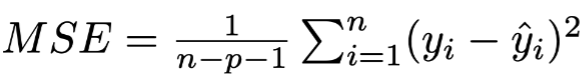 MSE = \frac{1}{n-p-1} \sum_{i=1}^{n} (y_i - \hat{y}_i)^2